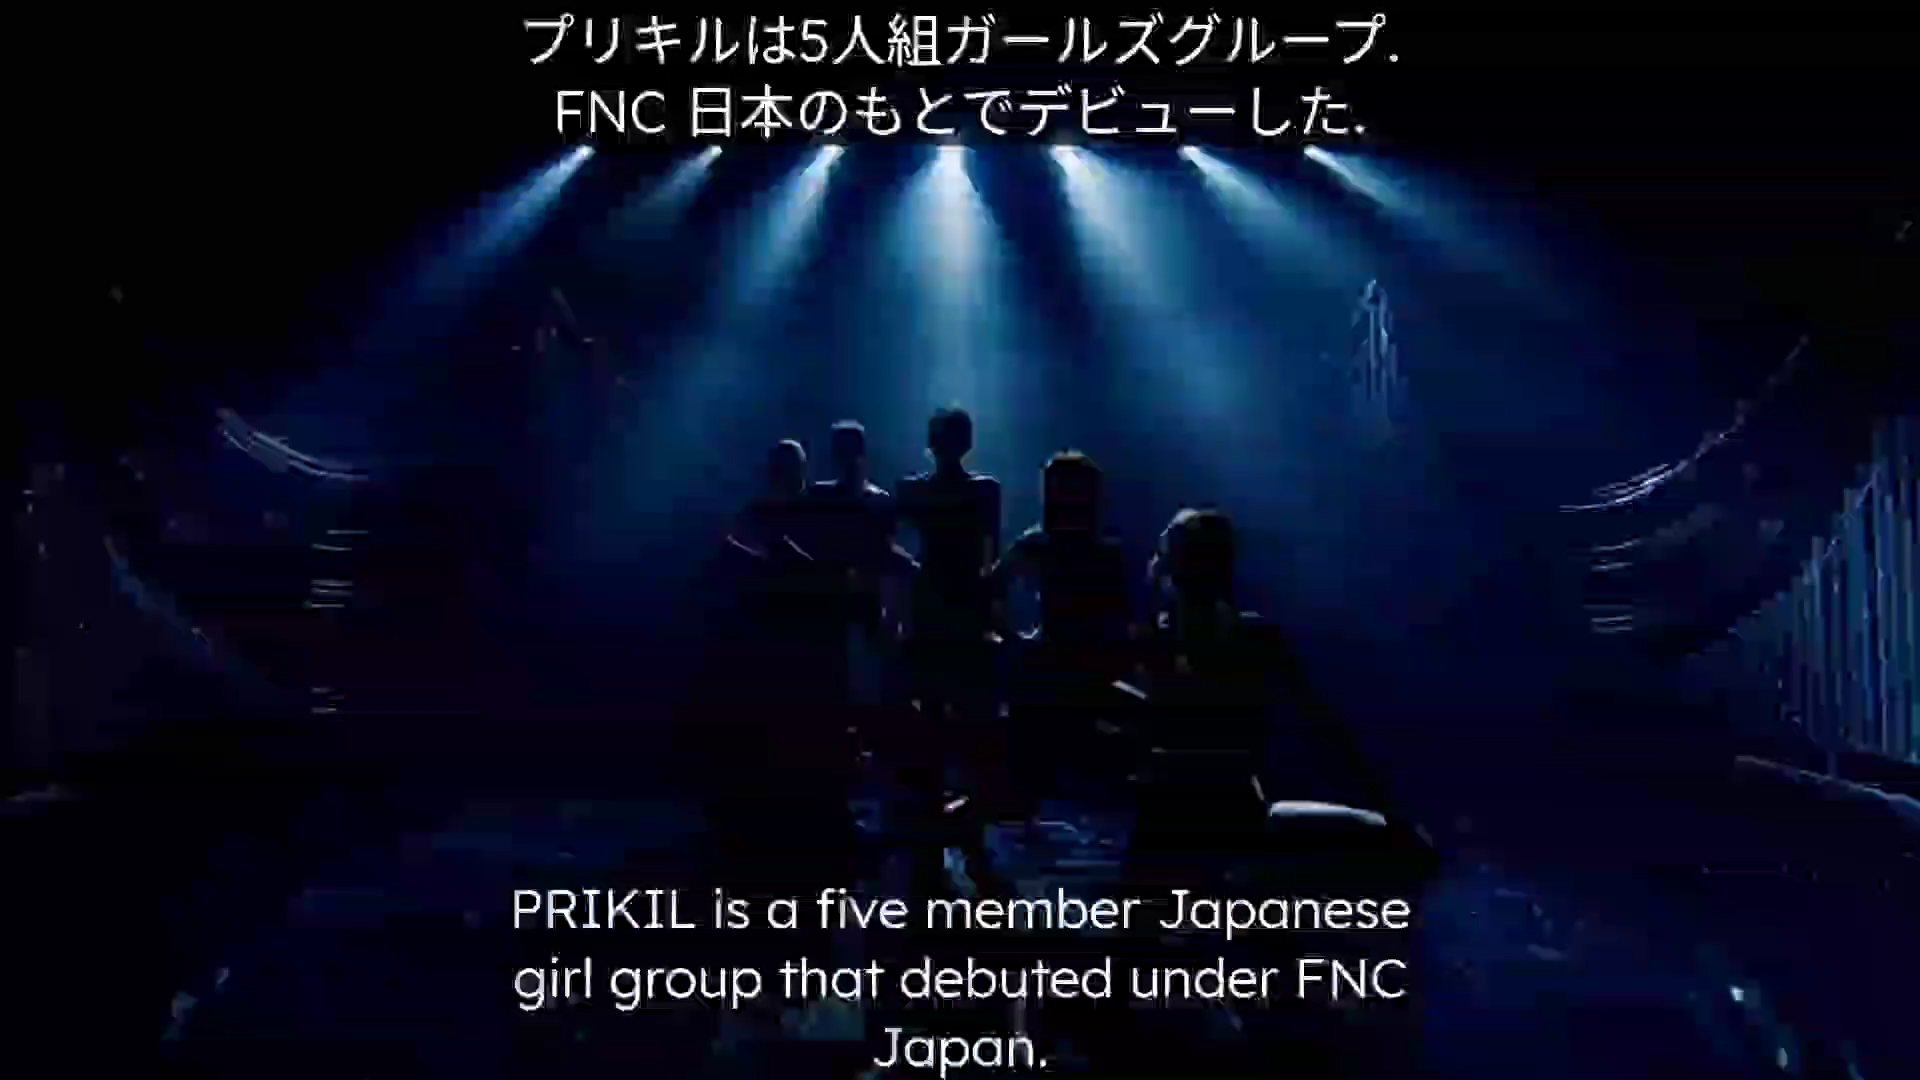 プリキルは5人組ガールズグループ.
FNC 日本のもとでデビューした.
PRIKIL is a five member Japanese
girl group that debuted under FNC
Japan.